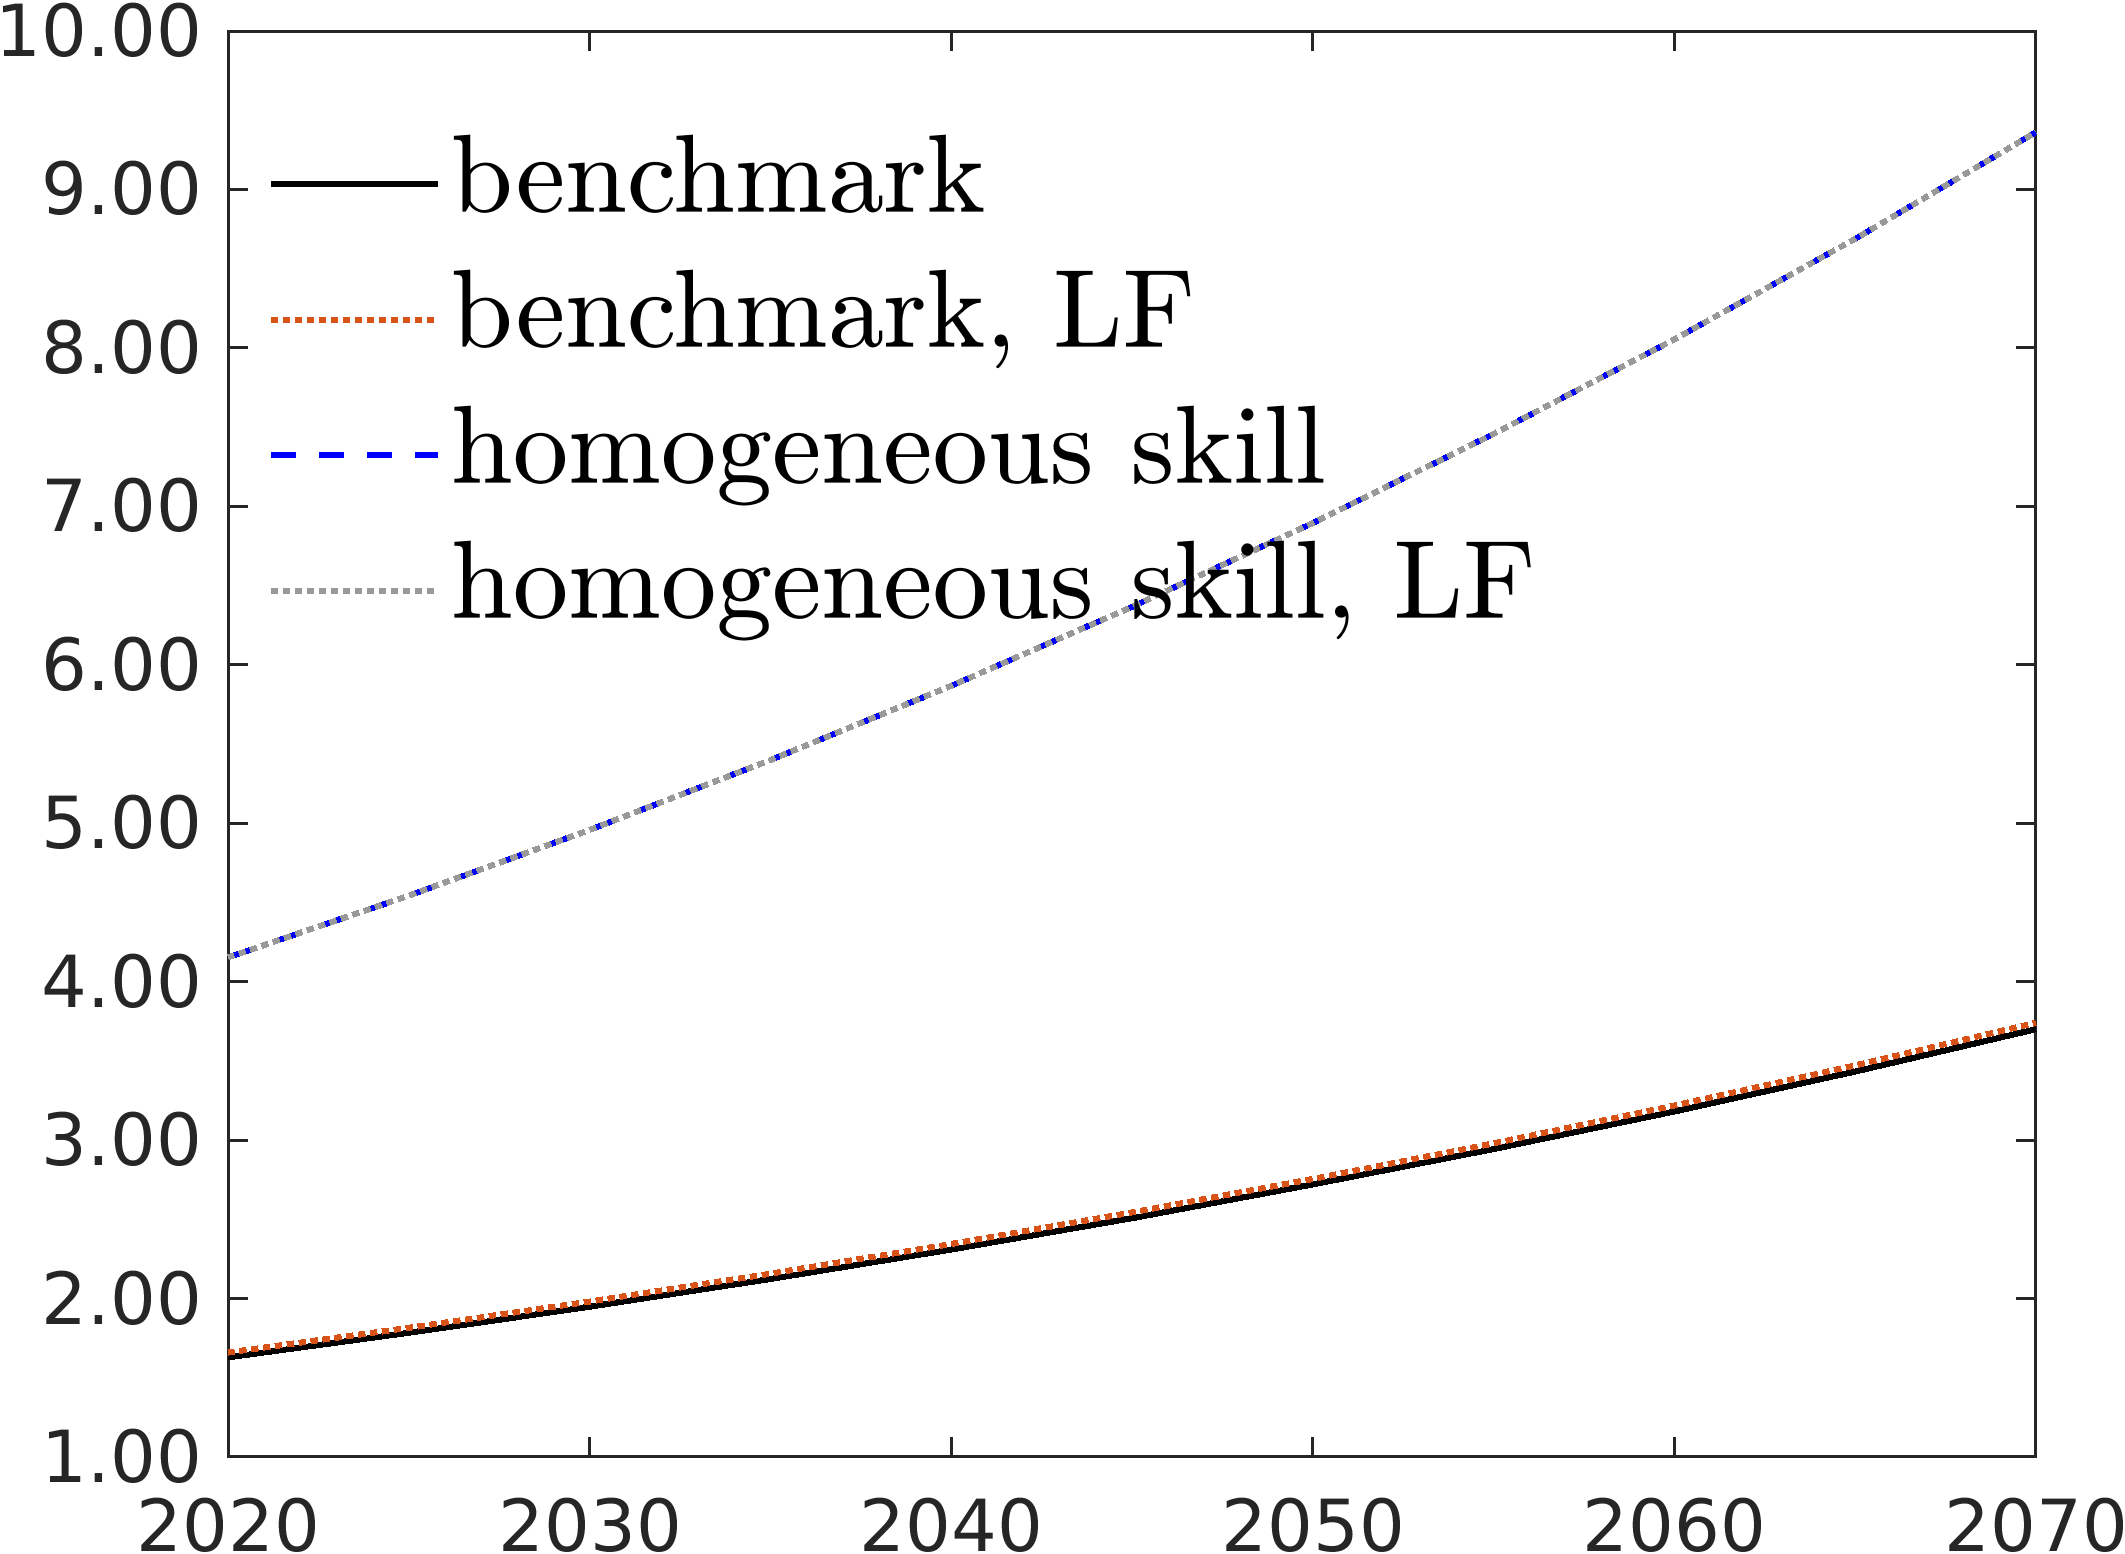 10.00
9.00
8.00
7.00
6.00
5.00
4.00
3.00
2.00
1.00
benchmark
benchmark, LF
homogeneous skill
homogeneous skill, LF
2020 2030 2040 2050 2060 2070